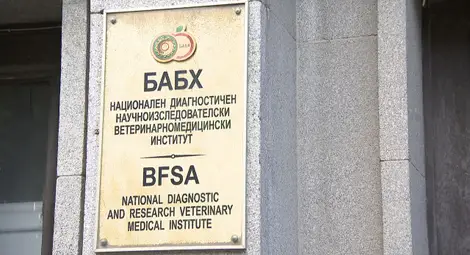 БАБХ
НАЦИОНАЛЕН ДИАГНОСТИЧЕН
НАУЧНОИЗСЛЕДОВАТЕЛСКИ
ВЕТЕРИНАРНОМЕДИЦИНСКИ
ИНСТИТУТ
BFSA
NATIONAL DIAGNOSTIC
AND RESEARCH VETERINARY
MEDICAL INSTITUTE